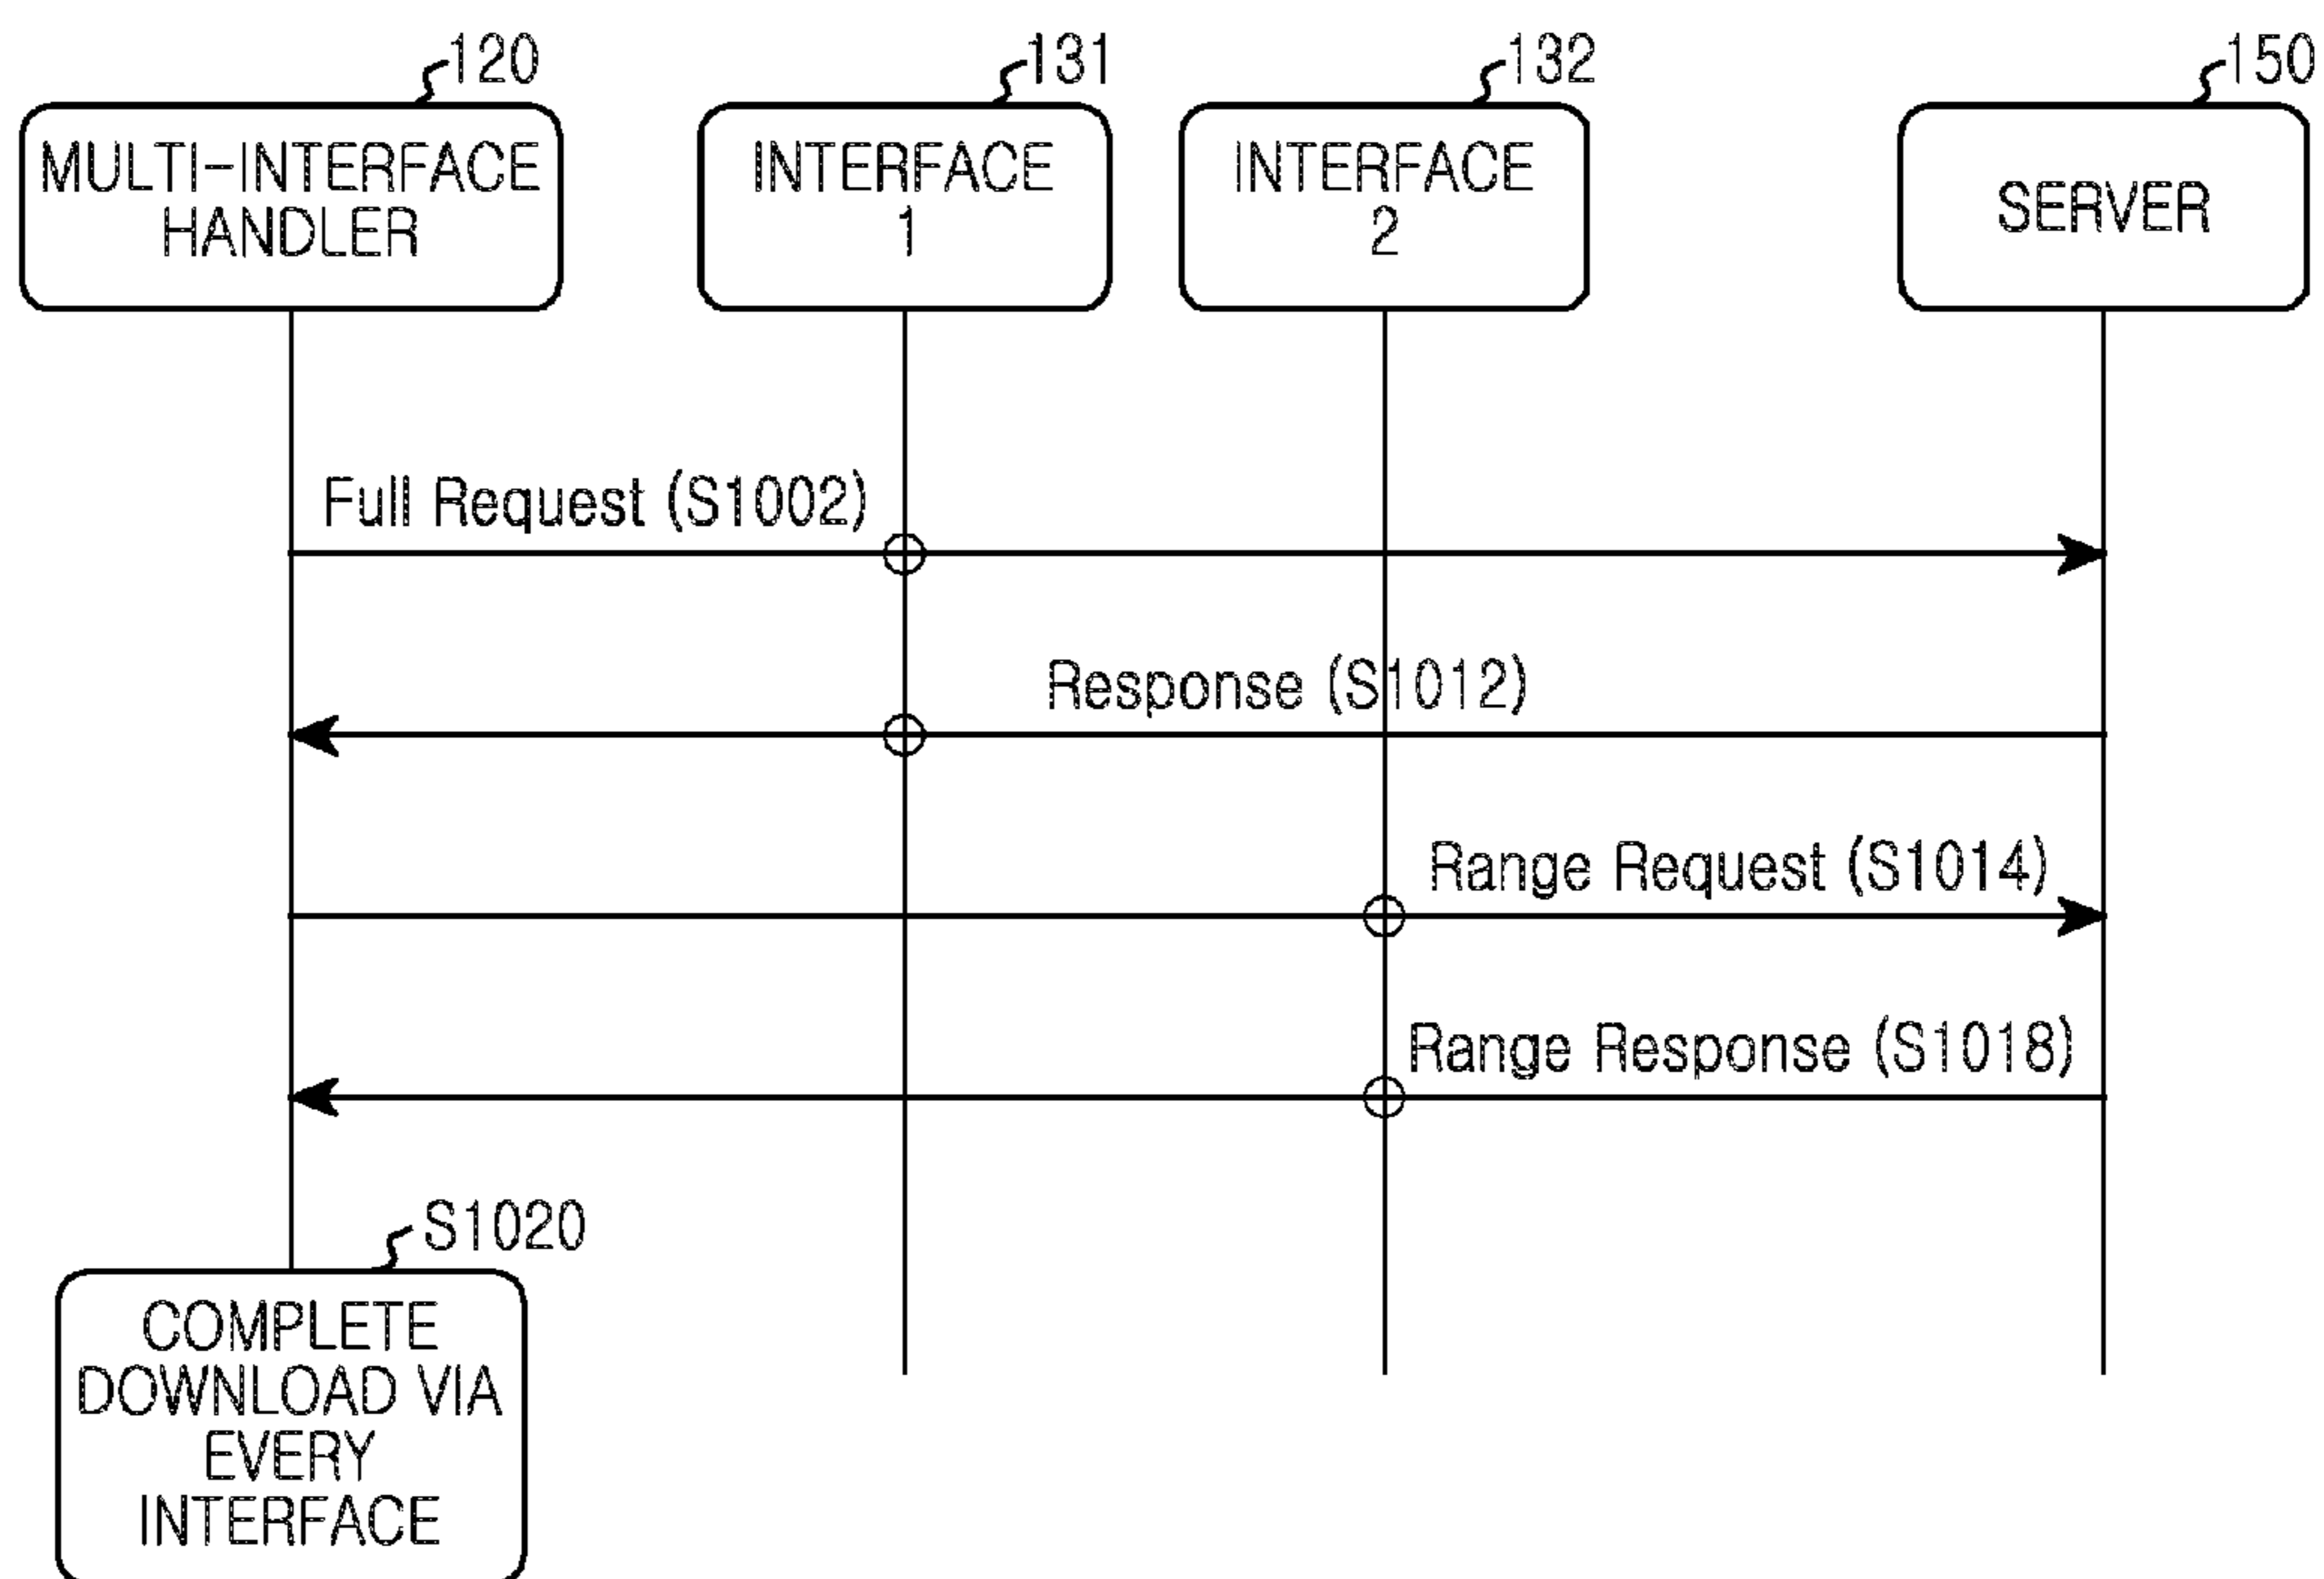 120
131
132
150
MULTI-INTERFACE
HANDLER
INTERFACE
1
INTERFACE
2
SERVER
Full Request (S1002)
Response (S1012)
Range Request (S1014)
Range Response (S1018)
S1020
COMPLETE
DOWNLOAD VIA
EVERY
INTERFACE